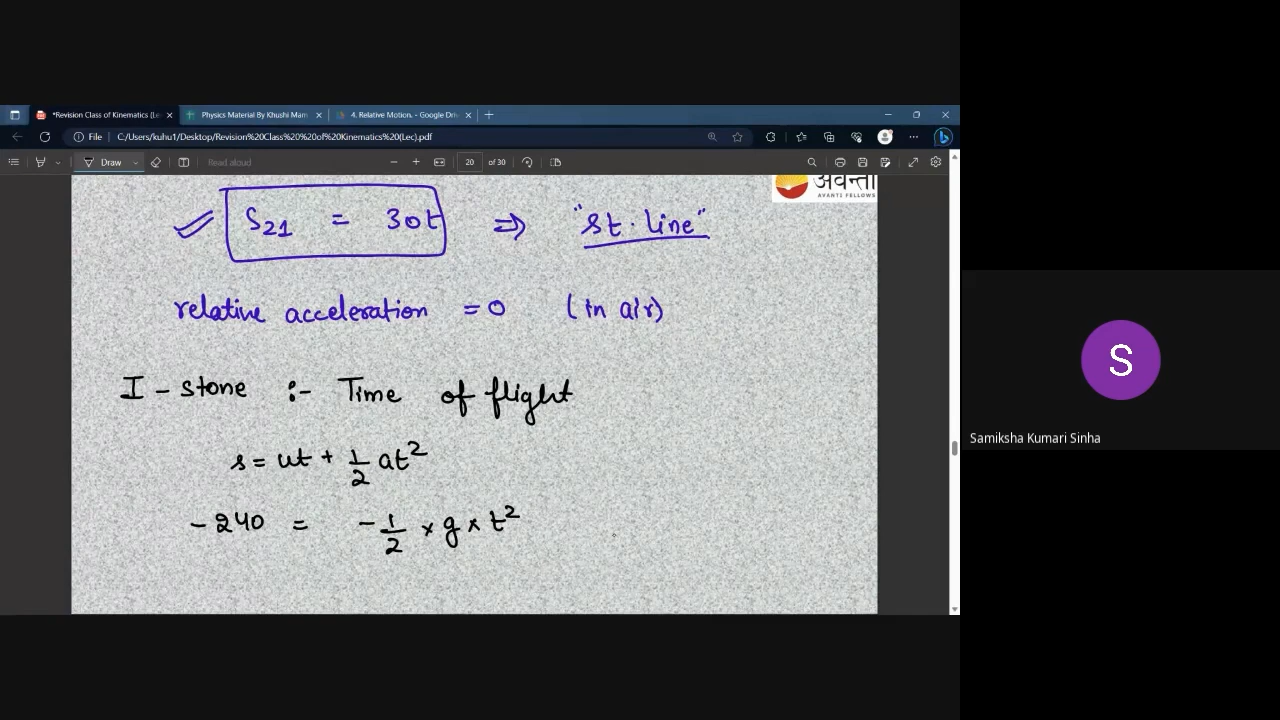 *Revision Class of Kinematics (Le
Physics Material By Khushi Mam
4. Relative Motion. - Google Dri
File
C:/Users/kuhu1/Desktop/Revision%20Class%20%20of%20Kinematics%20(Lec).pdf
Draw
Read aloud
20 of 30
अवन्ता
AVANTI FELLOWS
S21 = 30t ⇒ "st. line"
relative acceleration = 0 (in air)
I - stone :- Time of flight
s = ut + 1/2 at²
- 240 = - 1/2 × g × t²
S
Samiksha Kumari Sinha